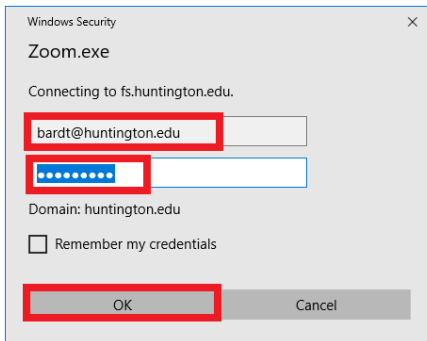 Windows Security
Zoom.exe
Connecting to fs.huntington.edu.
bardt@huntington.edu
•••••••••
Domain: huntington.edu
Remember my credentials
OK Cancel